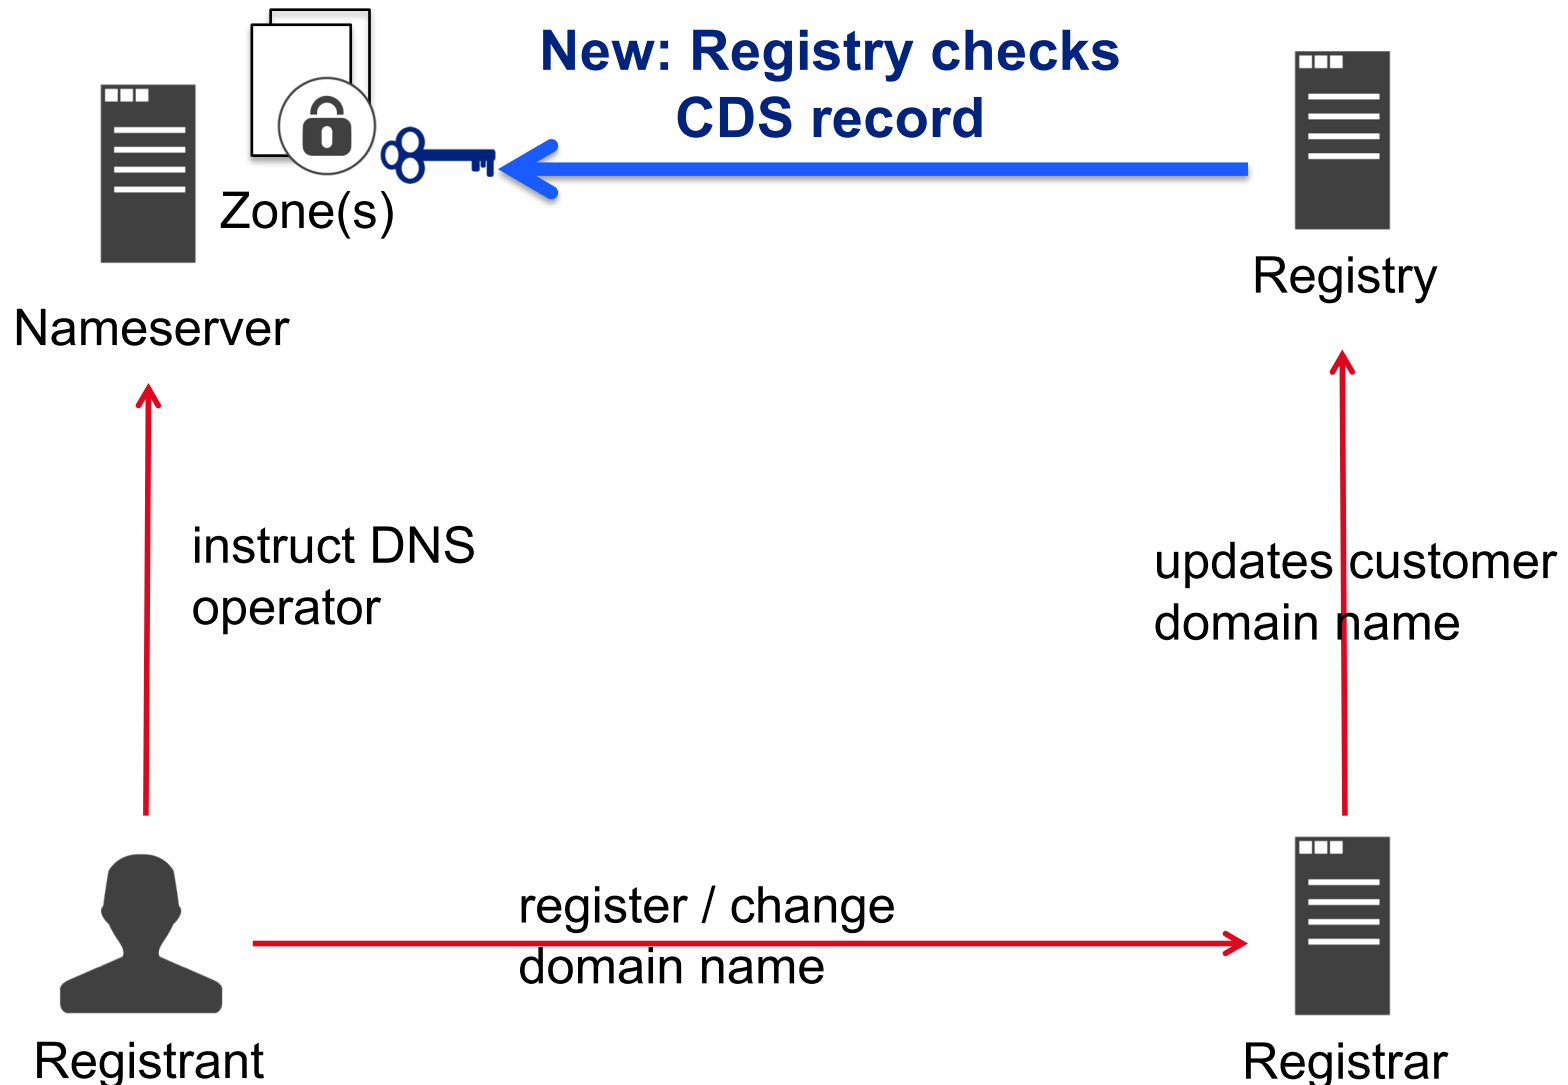 New: Registry checks
CDS record
Zone(s)
Registry
Nameserver
instruct DNS
operator
updates customer
domain name
register / change
domain name
Registrant
Registrar